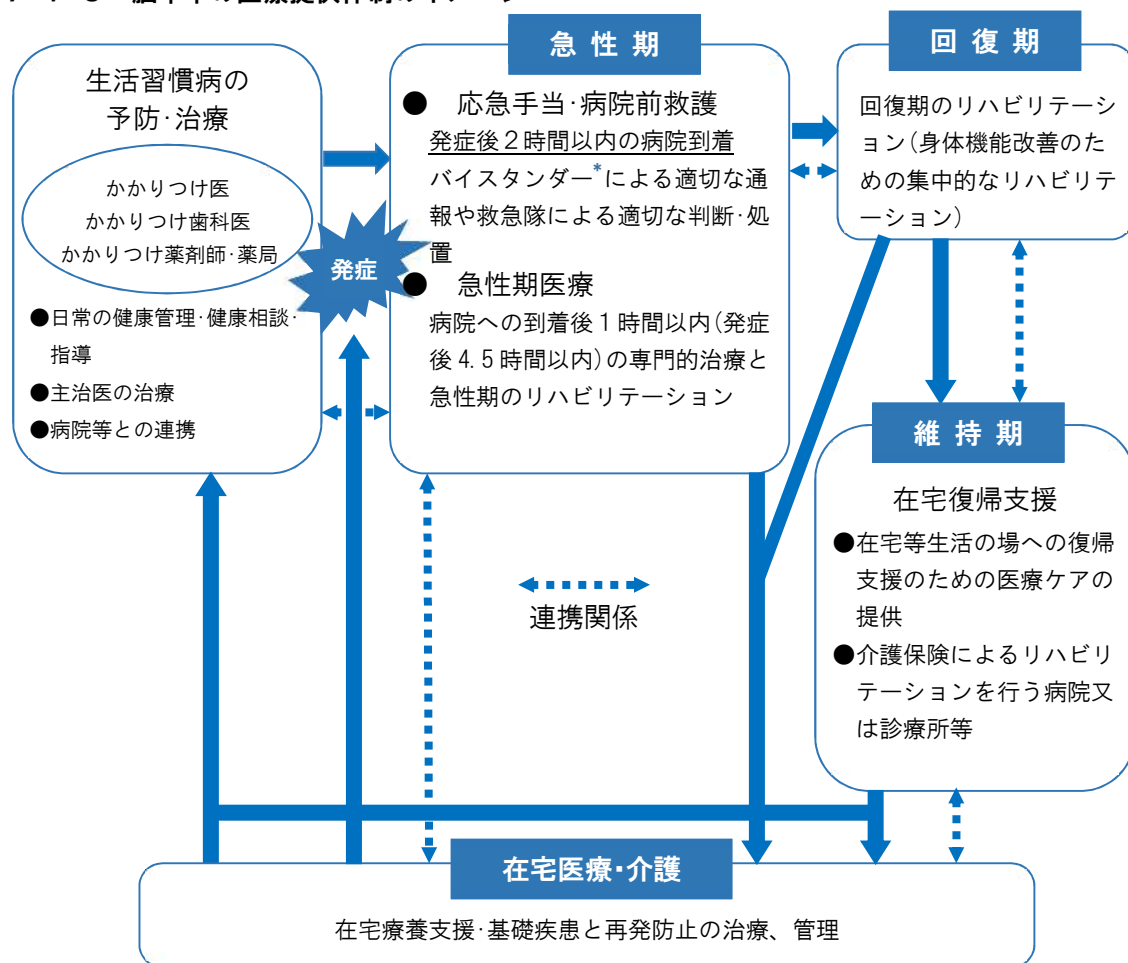 脳卒中の医療提供体制のイメージ
生活習慣病の
予防・治療
かかりつけ医
かかりつけ歯科医
かかりつけ薬剤師・薬局
●日常の健康管理・健康相談・
指導
●主治医の治療
●病院等との連携
発症
急性期
● 応急手当・病院前救護
発症後2時間以内の病院到着
バイスタンダー*による適切な通
報や救急隊による適切な判断・処
置
● 急性期医療
病院への到着後1時間以内(発症
後4.5時間以内)の専門的治療と
急性期のリハビリテーション
回復期
回復期のリハビリテーシ
ョン(身体機能改善のた
めの集中的なリハビリテ
ーション)
維持期
在宅復帰支援
●在宅等生活の場への復帰
支援のための医療ケアの
提供
●介護保険によるリハビリ
テーションを行う病院又
は診療所等
連携関係
在宅医療・介護
在宅療養支援・基礎疾患と再発防止の治療、管理